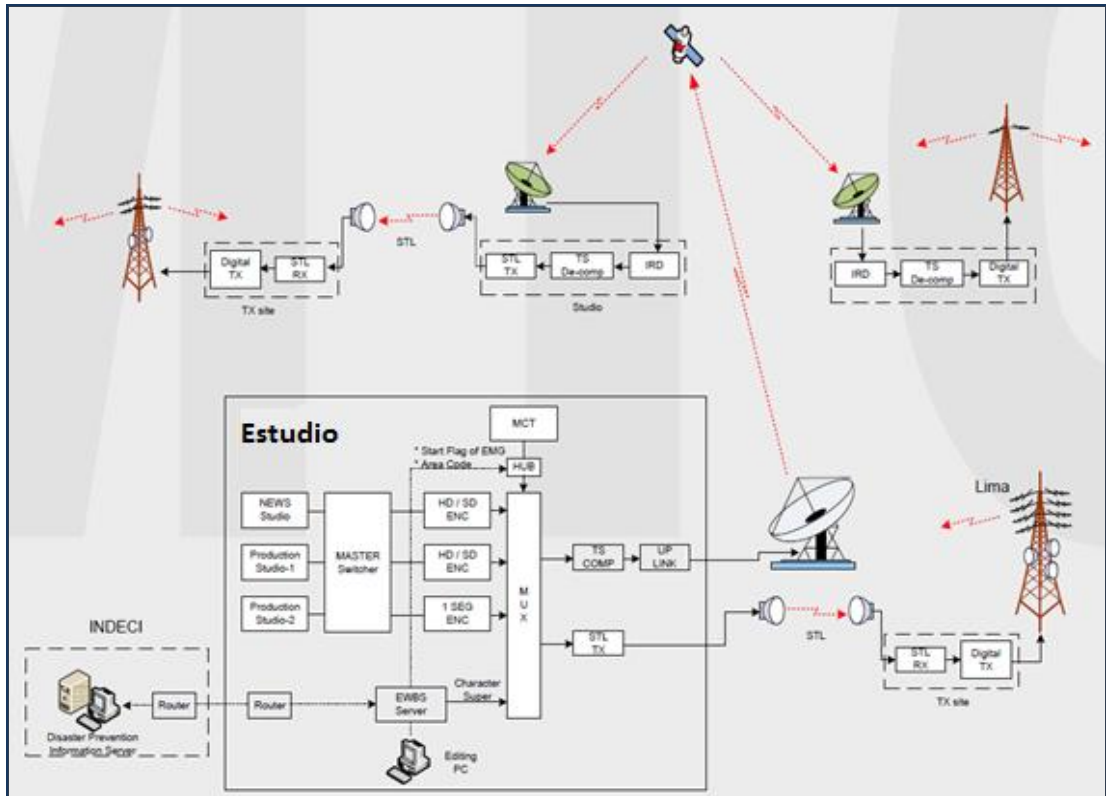 Digital
TX
STL
RX
TX site
STL
STL
TX
TS
De-comp
IRD
Studio
IRD
TS
De-comp
Digital
TX
Estudio
MCT
* Start Flag of EMG
* Area Code
HUB
NEWS
Studio
Production
Studio-1
Production
Studio-2
MASTER
Switcher
HD / SD
ENC
HD / SD
ENC
1 SEG
ENC
M
U
X
TS
COMP
UP
LINK
STL
TX
Lima
STL
STL
RX
Digital
TX
TX site
INDECI
Router
Disaster Prevention
Information Server
Router
EWBS
Server
Character
Super
Editing
PC